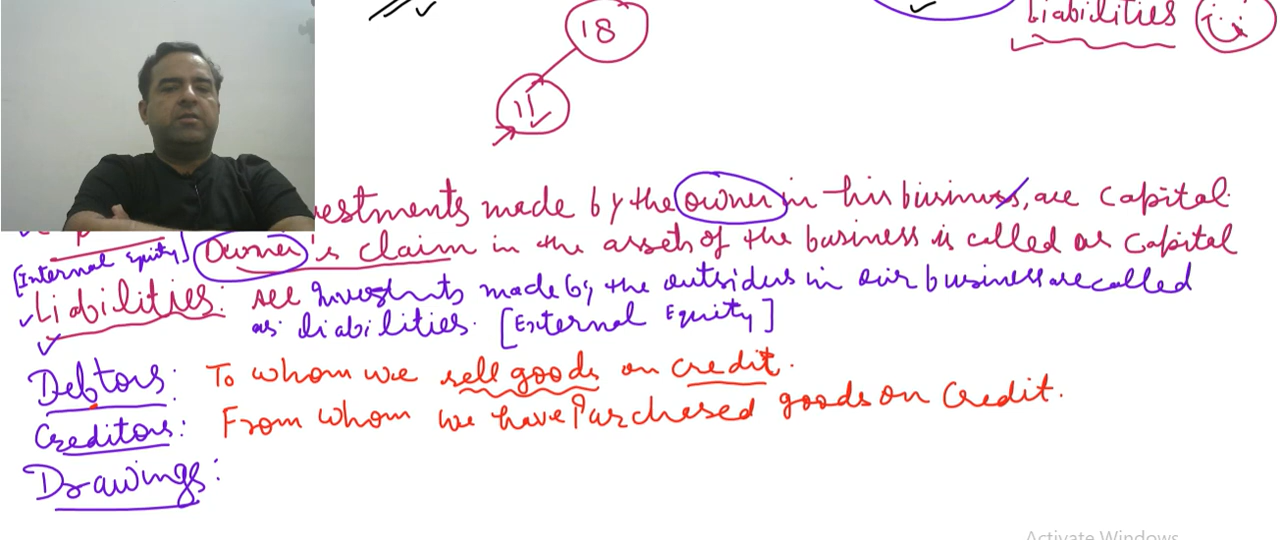 Liabilities
18
11
vestments made by the owner in his business, are Capital.
[Internal Equity] Owner's claim in the assets of the business is called as Capital
Liabilities: All Investments made by the outsiders in our business are called
as liabilities. [External Equity]
Debtors: To whom we sell goods on credit.
Creditors: From whom we have Purchased goods on Credit.
Drawings:
Activate Windows